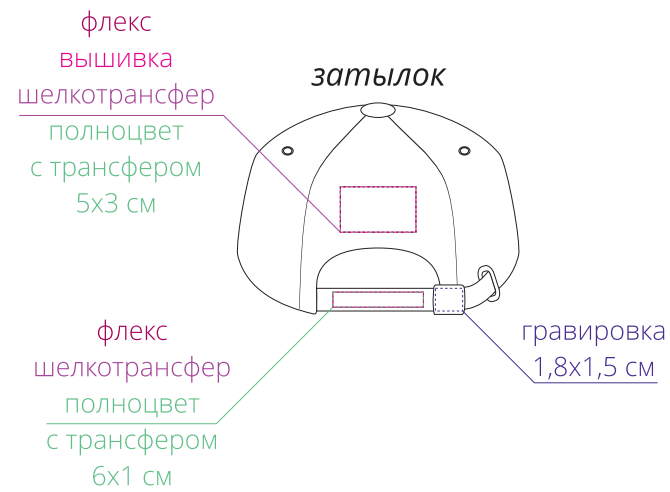 флекс
вышивка
шелкотрансфер
полноцвет
с трансфером
5х3 см
затылок
флекс
шелкотрансфер
полноцвет
с трансфером
6х1 см
гравировка
1,8х1,5 см